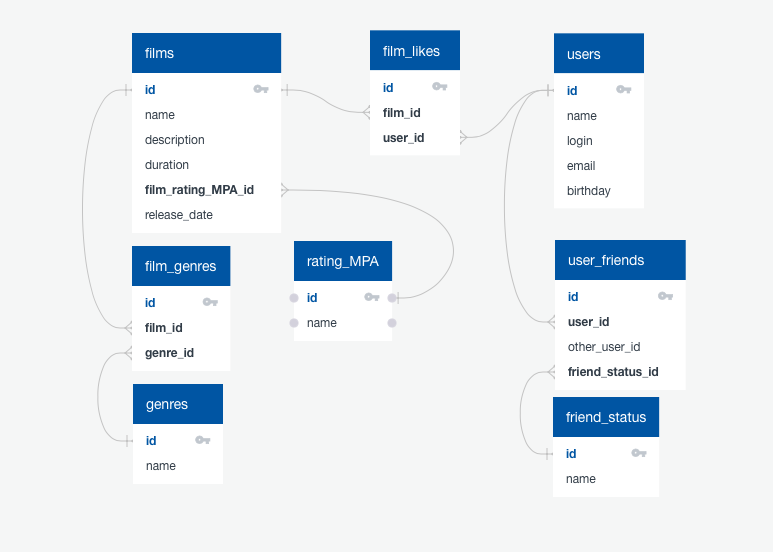 films
id
name
description
duration
film_rating_MPA_id
release_date
film_likes
id
film_id
user_id
users
id
name
login
email
birthday
film_genres
id
film_id
genre_id
rating_MPA
id
name
user_friends
id
user_id
other_user_id
friend_status_id
genres
id
name
friend_status
id
name